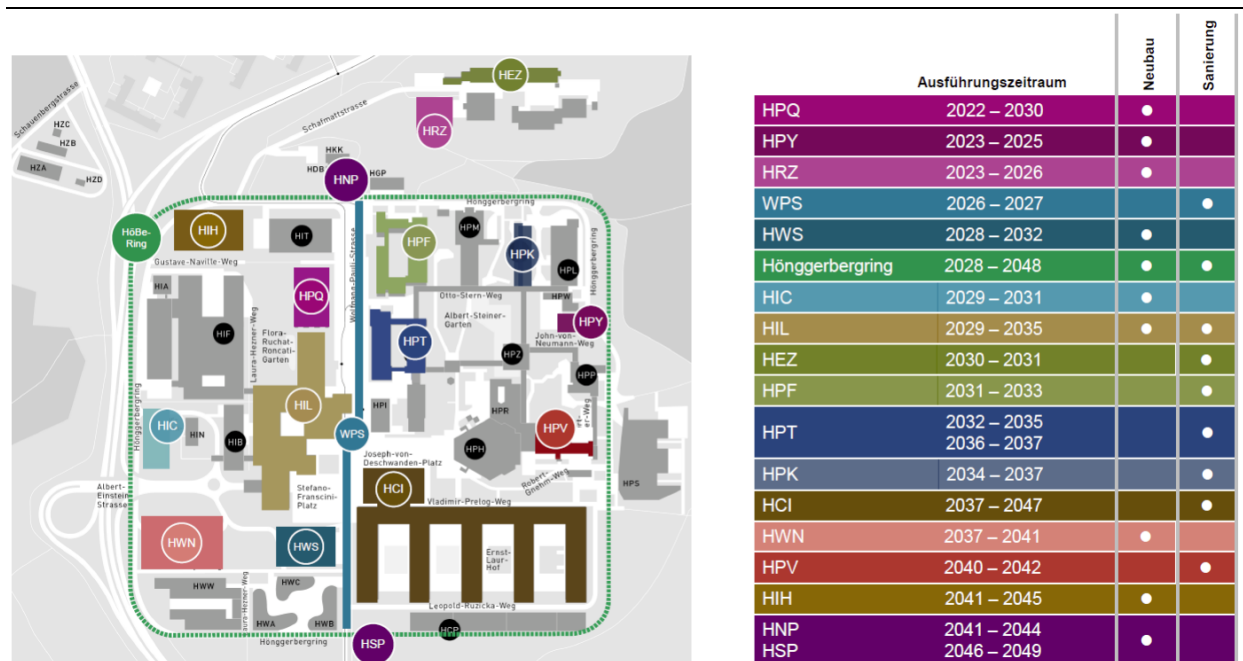 Schauenbergstrasse
HZC
HZB
HZA
HZD
Schafmattstrasse
HEZ
HRZ
HKK
HDB
HNP
HGP
HöBe-
Ring
HIH
HIT
Gustave-Naville-Weg
Wolfgang-Pauli-Strasse
Hönggerbergring
HPF
HPM
HPK
HPL
Hönggerbergring
HIA
HPQ
Otto-Stern-Weg
HPW
HIF
Laura-Hezner-Weg
Flora-
Ruchat-
Roncati-
Garten
HPT
Albert-Steiner-
Garten
HPY
John-von-
Neumann-Weg
HPZ
HPP
Hönggerbergring
HIC
HIN
HIB
HIL
WPS
HPI
HPR
HPV
er-Weg
HPH
Joseph-von-
Deschwanden-Platz
HCI
Robert-
Gnehm-Weg
HPS
Albert-
Einstein
Strasse
Stefano-
Franscini-
Platz
Vladimir-Prelog-Weg
HWN
HWS
Ernst-
Laur-
Hof
HWW
Laura-Hezner-Weg
HWC
HWA
HWB
Leopold-Ruzicka-Weg
HCP
Hönggerbergring
HSP
Ausführungszeitraum Neubau Sanierung
HPQ 2022 – 2030
HPY 2023 – 2025
HRZ 2023 – 2026
WPS 2026 – 2027
HWS 2028 – 2032
Hönggerbergring 2028 – 2048
HIC 2029 – 2031
HIL 2029 – 2035
HEZ 2030 – 2031
HPF 2031 – 2033
HPT 2032 – 2035
2036 – 2037
HPK 2034 – 2037
HCI 2037 – 2047
HWN 2037 – 2041
HPV 2040 – 2042
HIH 2041 – 2045
HNP 2041 – 2044
HSP 2046 – 2049